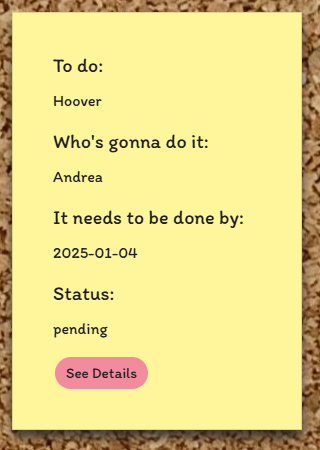 To do:
Hoover
Who's gonna do it:
Andrea
It needs to be done by:
2025-01-04
Status:
pending
See Details